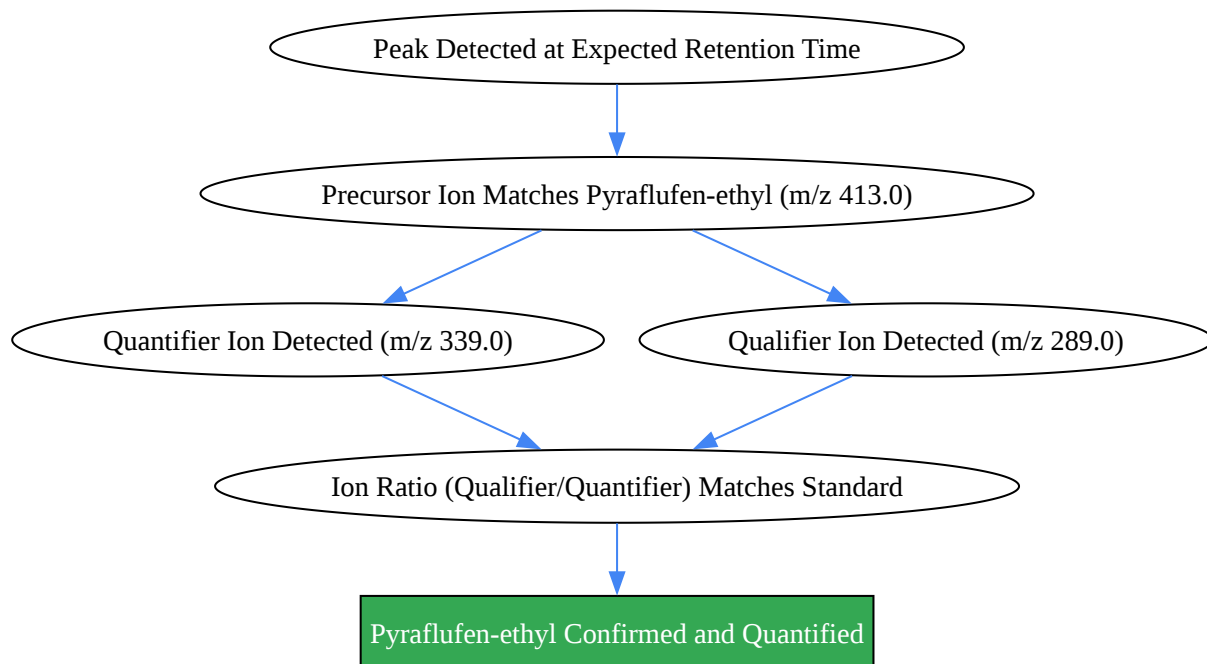 Peak Detected at Expected Retention Time
Precursor Ion Matches Pyraflufen-ethyl (m/z 413.0)
Quantifier Ion Detected (m/z 339.0)
Qualifier Ion Detected (m/z 289.0)
Ion Ratio (Qualifier/Quantifier) Matches Standard
Pyraflufen-ethyl Confirmed and Quantified